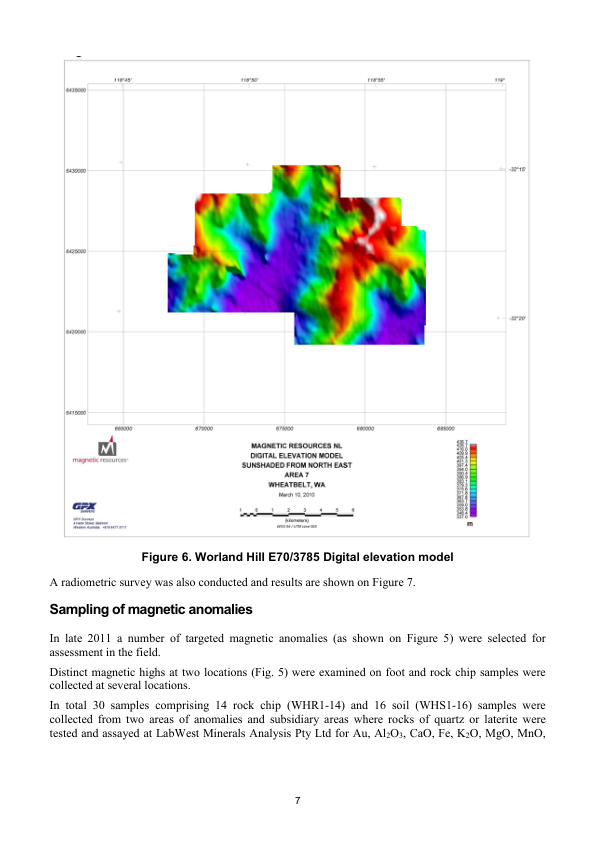 118°45'
118°50'
118°55'
119°
6435000
6430000
-32°15'
6425000
6420000
-32°20'
6415000
665000
670000
675000
680000
685000
MAGNETIC RESOURCES NL
DIGITAL ELEVATION MODEL
SUNSHADED FROM NORTH EAST
AREA 7
WHEATBELT, WA
March 10, 2010
magnetic resources
GPX
SURVEYS
(kilometers)
m
Figure 6. Worland Hill E70/3785 Digital elevation model
A radiometric survey was also conducted and results are shown on Figure 7.
Sampling of magnetic anomalies
In late 2011 a number of targeted magnetic anomalies (as shown on Figure 5) were selected for
assessment in the field.
Distinct magnetic highs at two locations (Fig. 5) were examined on foot and rock chip samples were
collected at several locations.
In total 30 samples comprising 14 rock chip (WHR1-14) and 16 soil (WHS1-16) samples were
collected from two areas of anomalies and subsidiary areas where rocks of quartz or laterite were
tested and assayed at LabWest Minerals Analysis Pty Ltd for Au, Al₂O₃, CaO, Fe, K₂O, MgO, MnO,
7